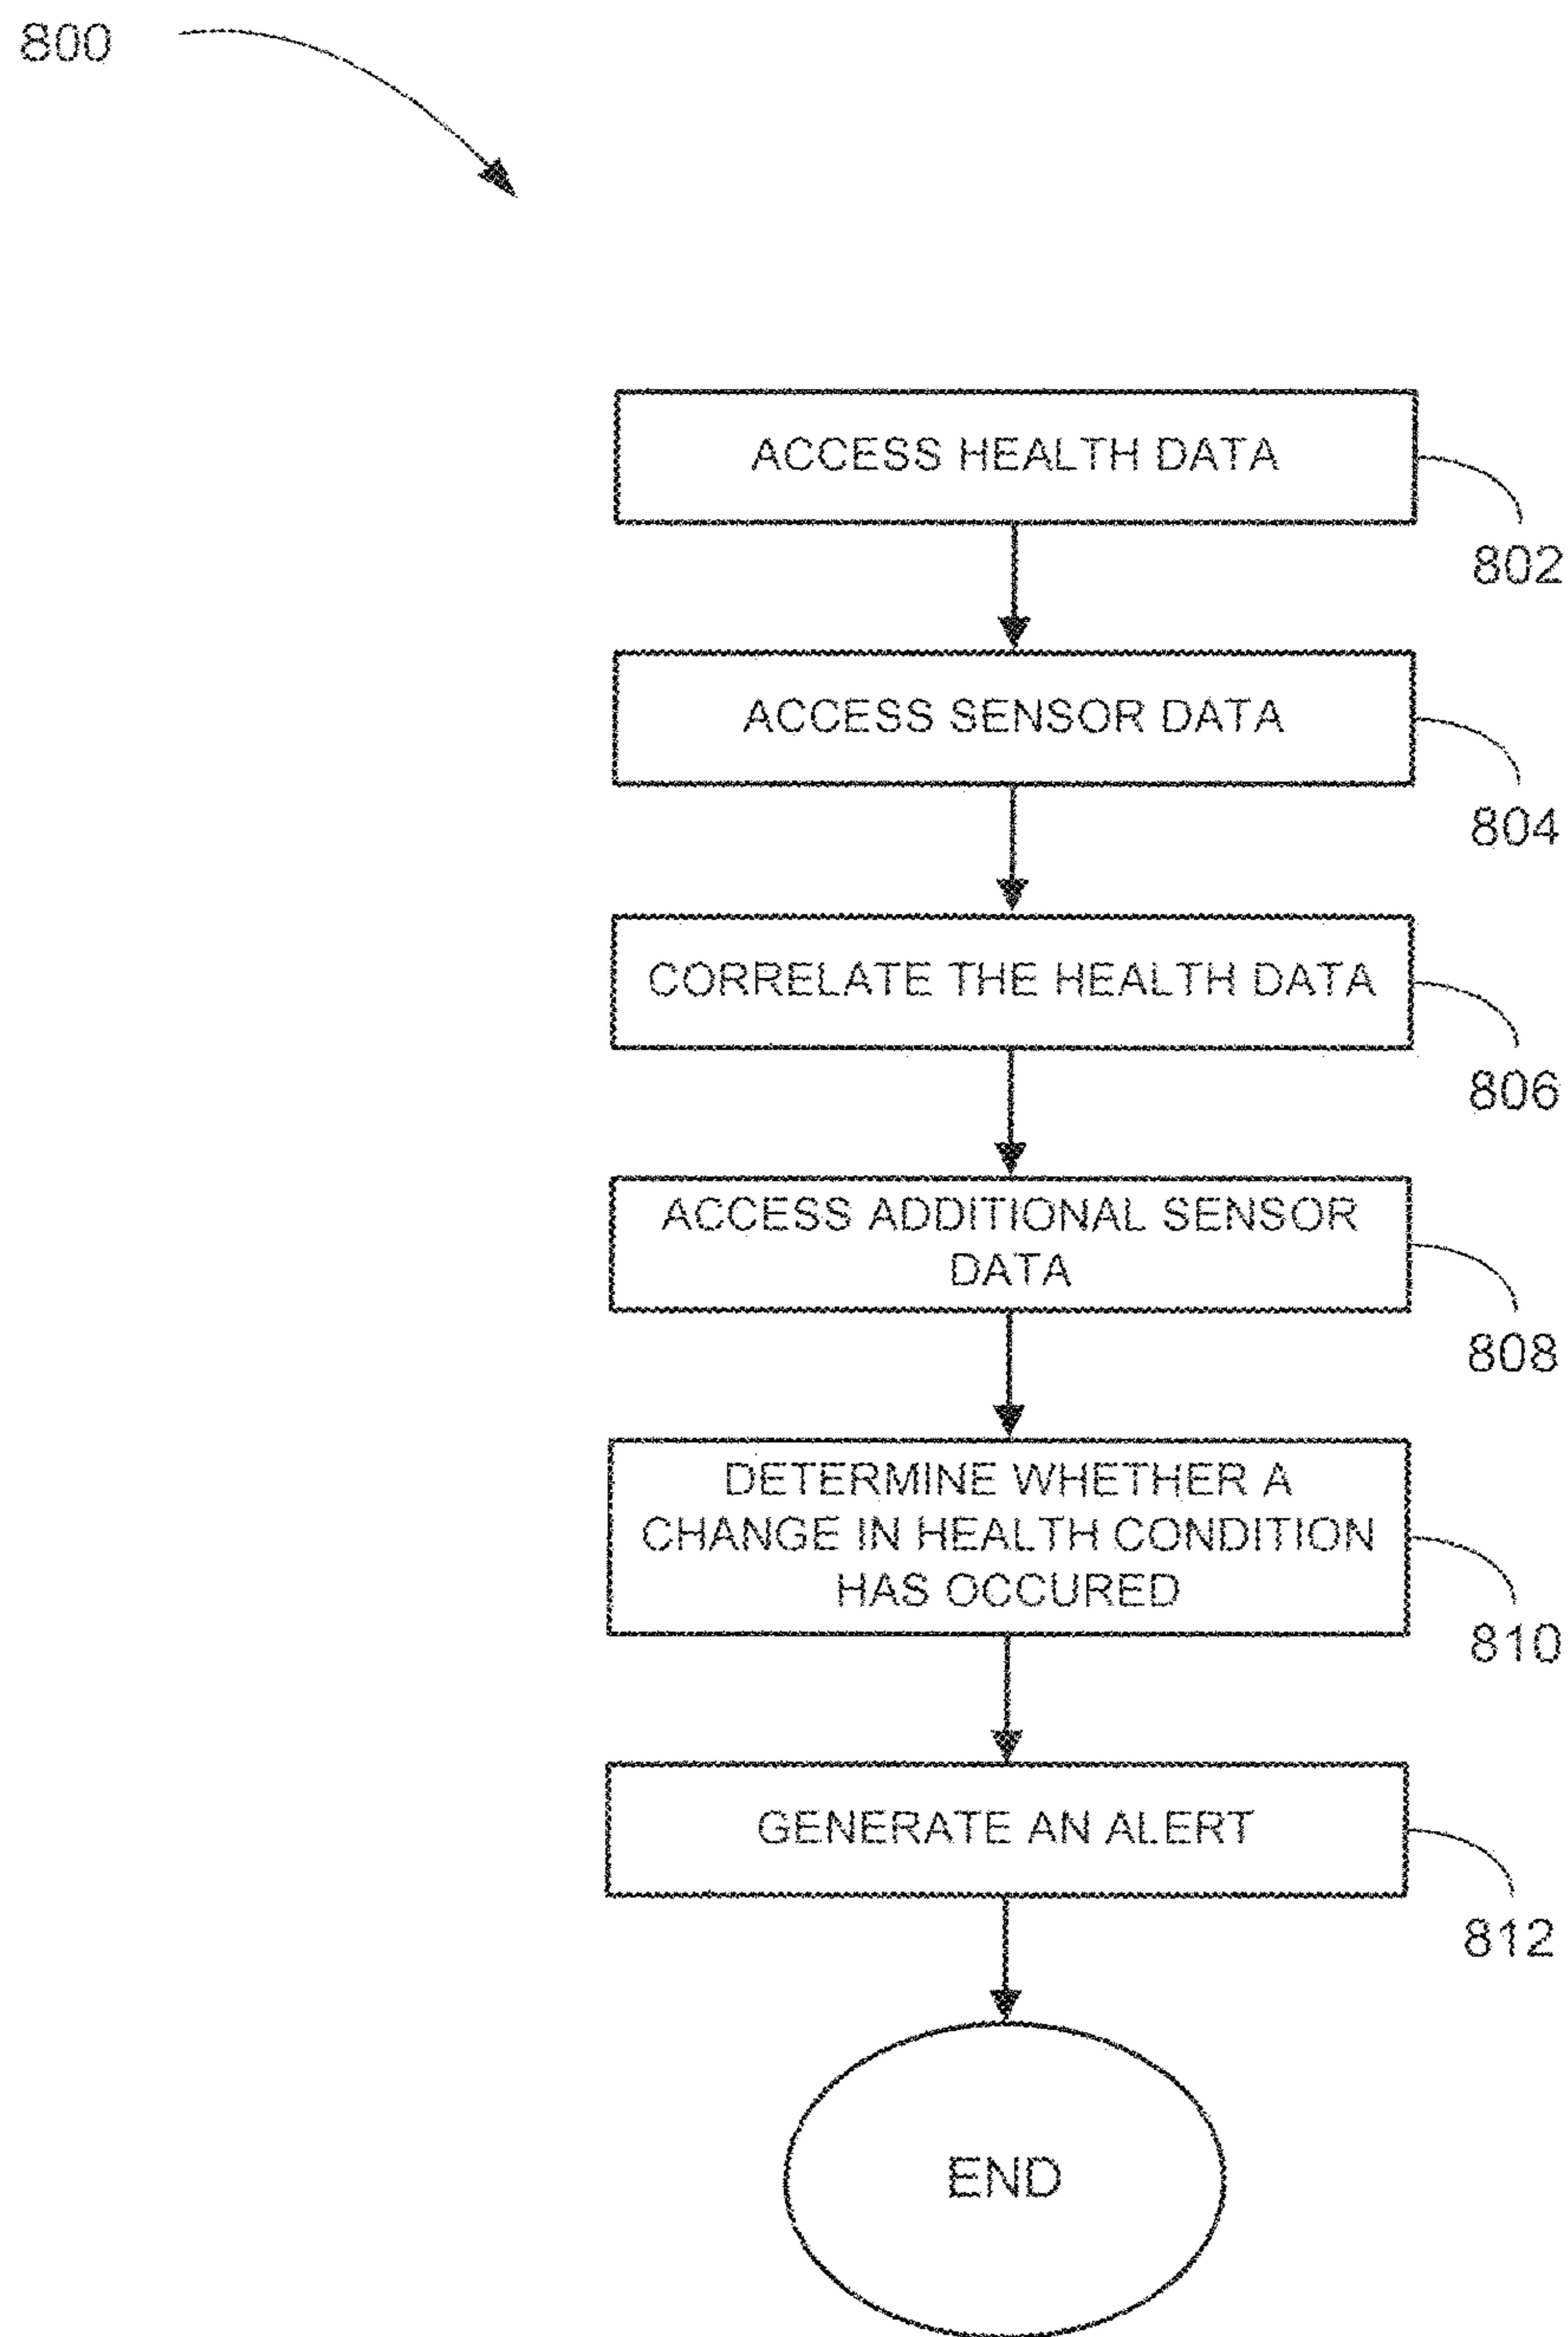 800
ACCESS HEALTH DATA
802
ACCESS SENSOR DATA
804
CORRELATE THE HEALTH DATA
806
ACCESS ADDITIONAL SENSOR
DATA
808
DETERMINE WHETHER A
CHANGE IN HEALTH CONDITION
HAS OCCURED
810
GENERATE AN ALERT
812
END